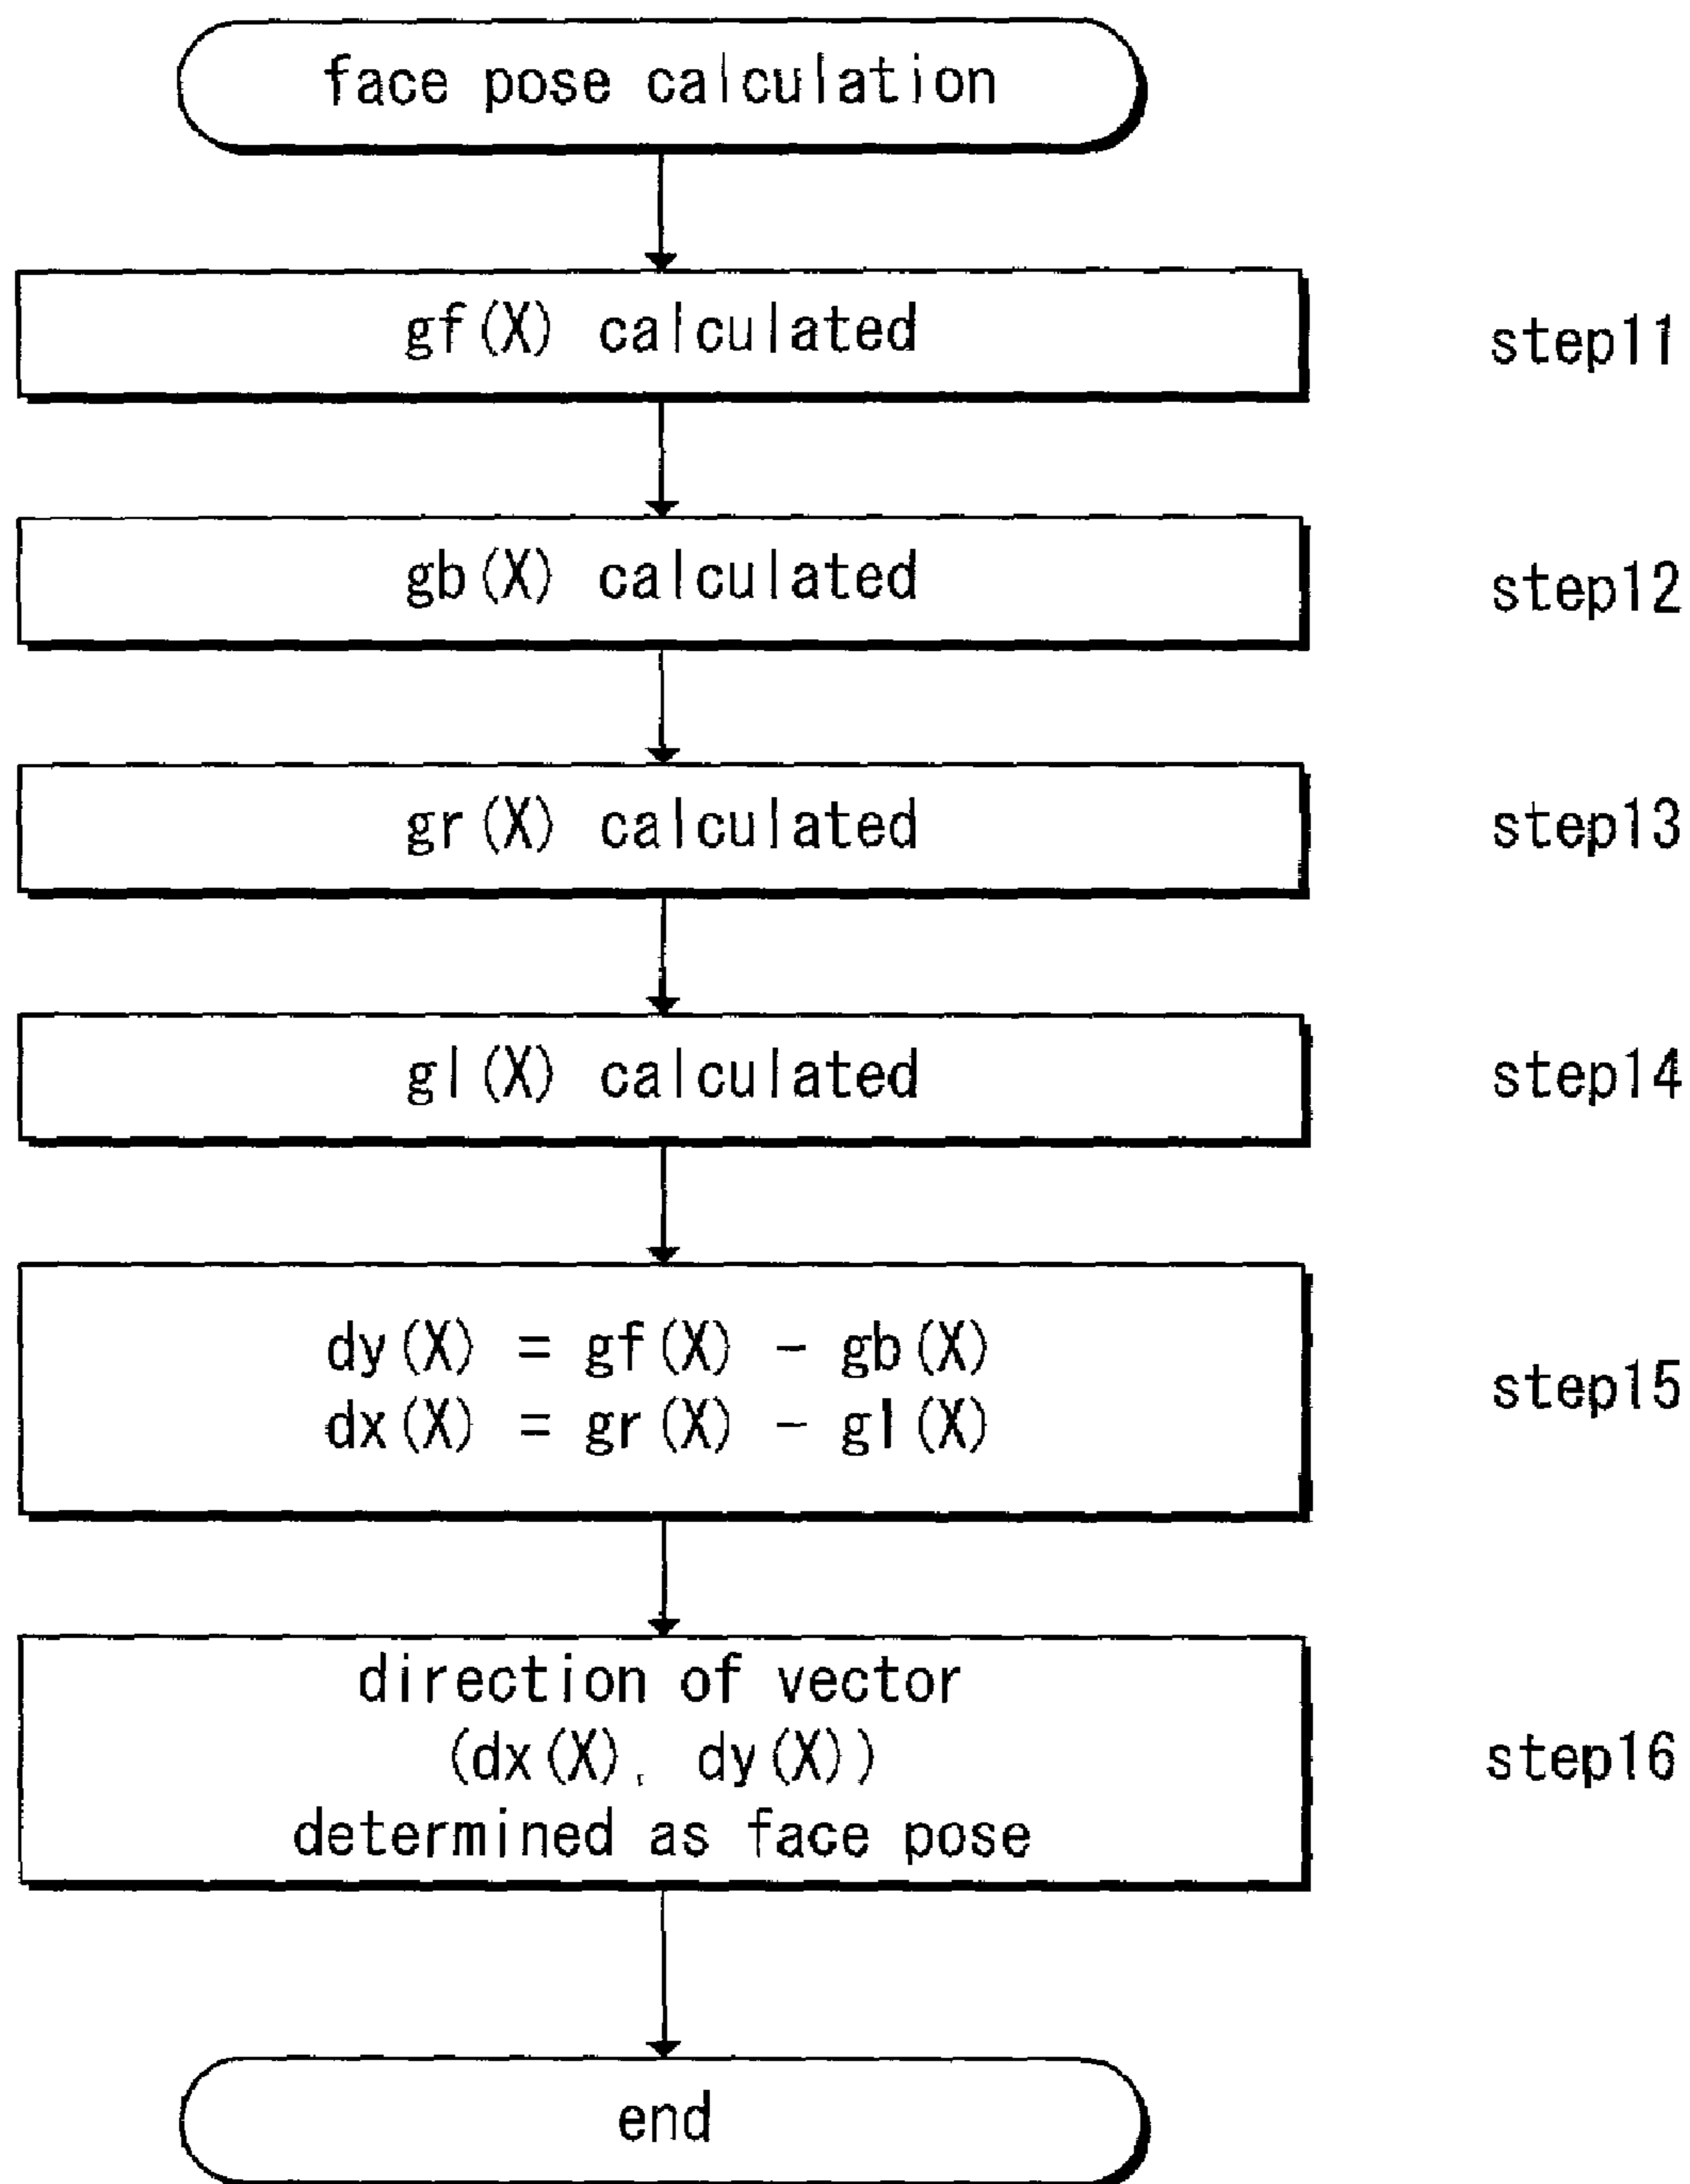 face pose calculation
gf(X) calculated
step11
gb(X) calculated
step12
gr(X) calculated
step13
gl(X) calculated
step14
dy(X) = gf(X) - gb(X)
dx(X) = gr(X) - gl(X)
step15
direction of vector
(dx(X), dy(X))
determined as face pose
step16
end